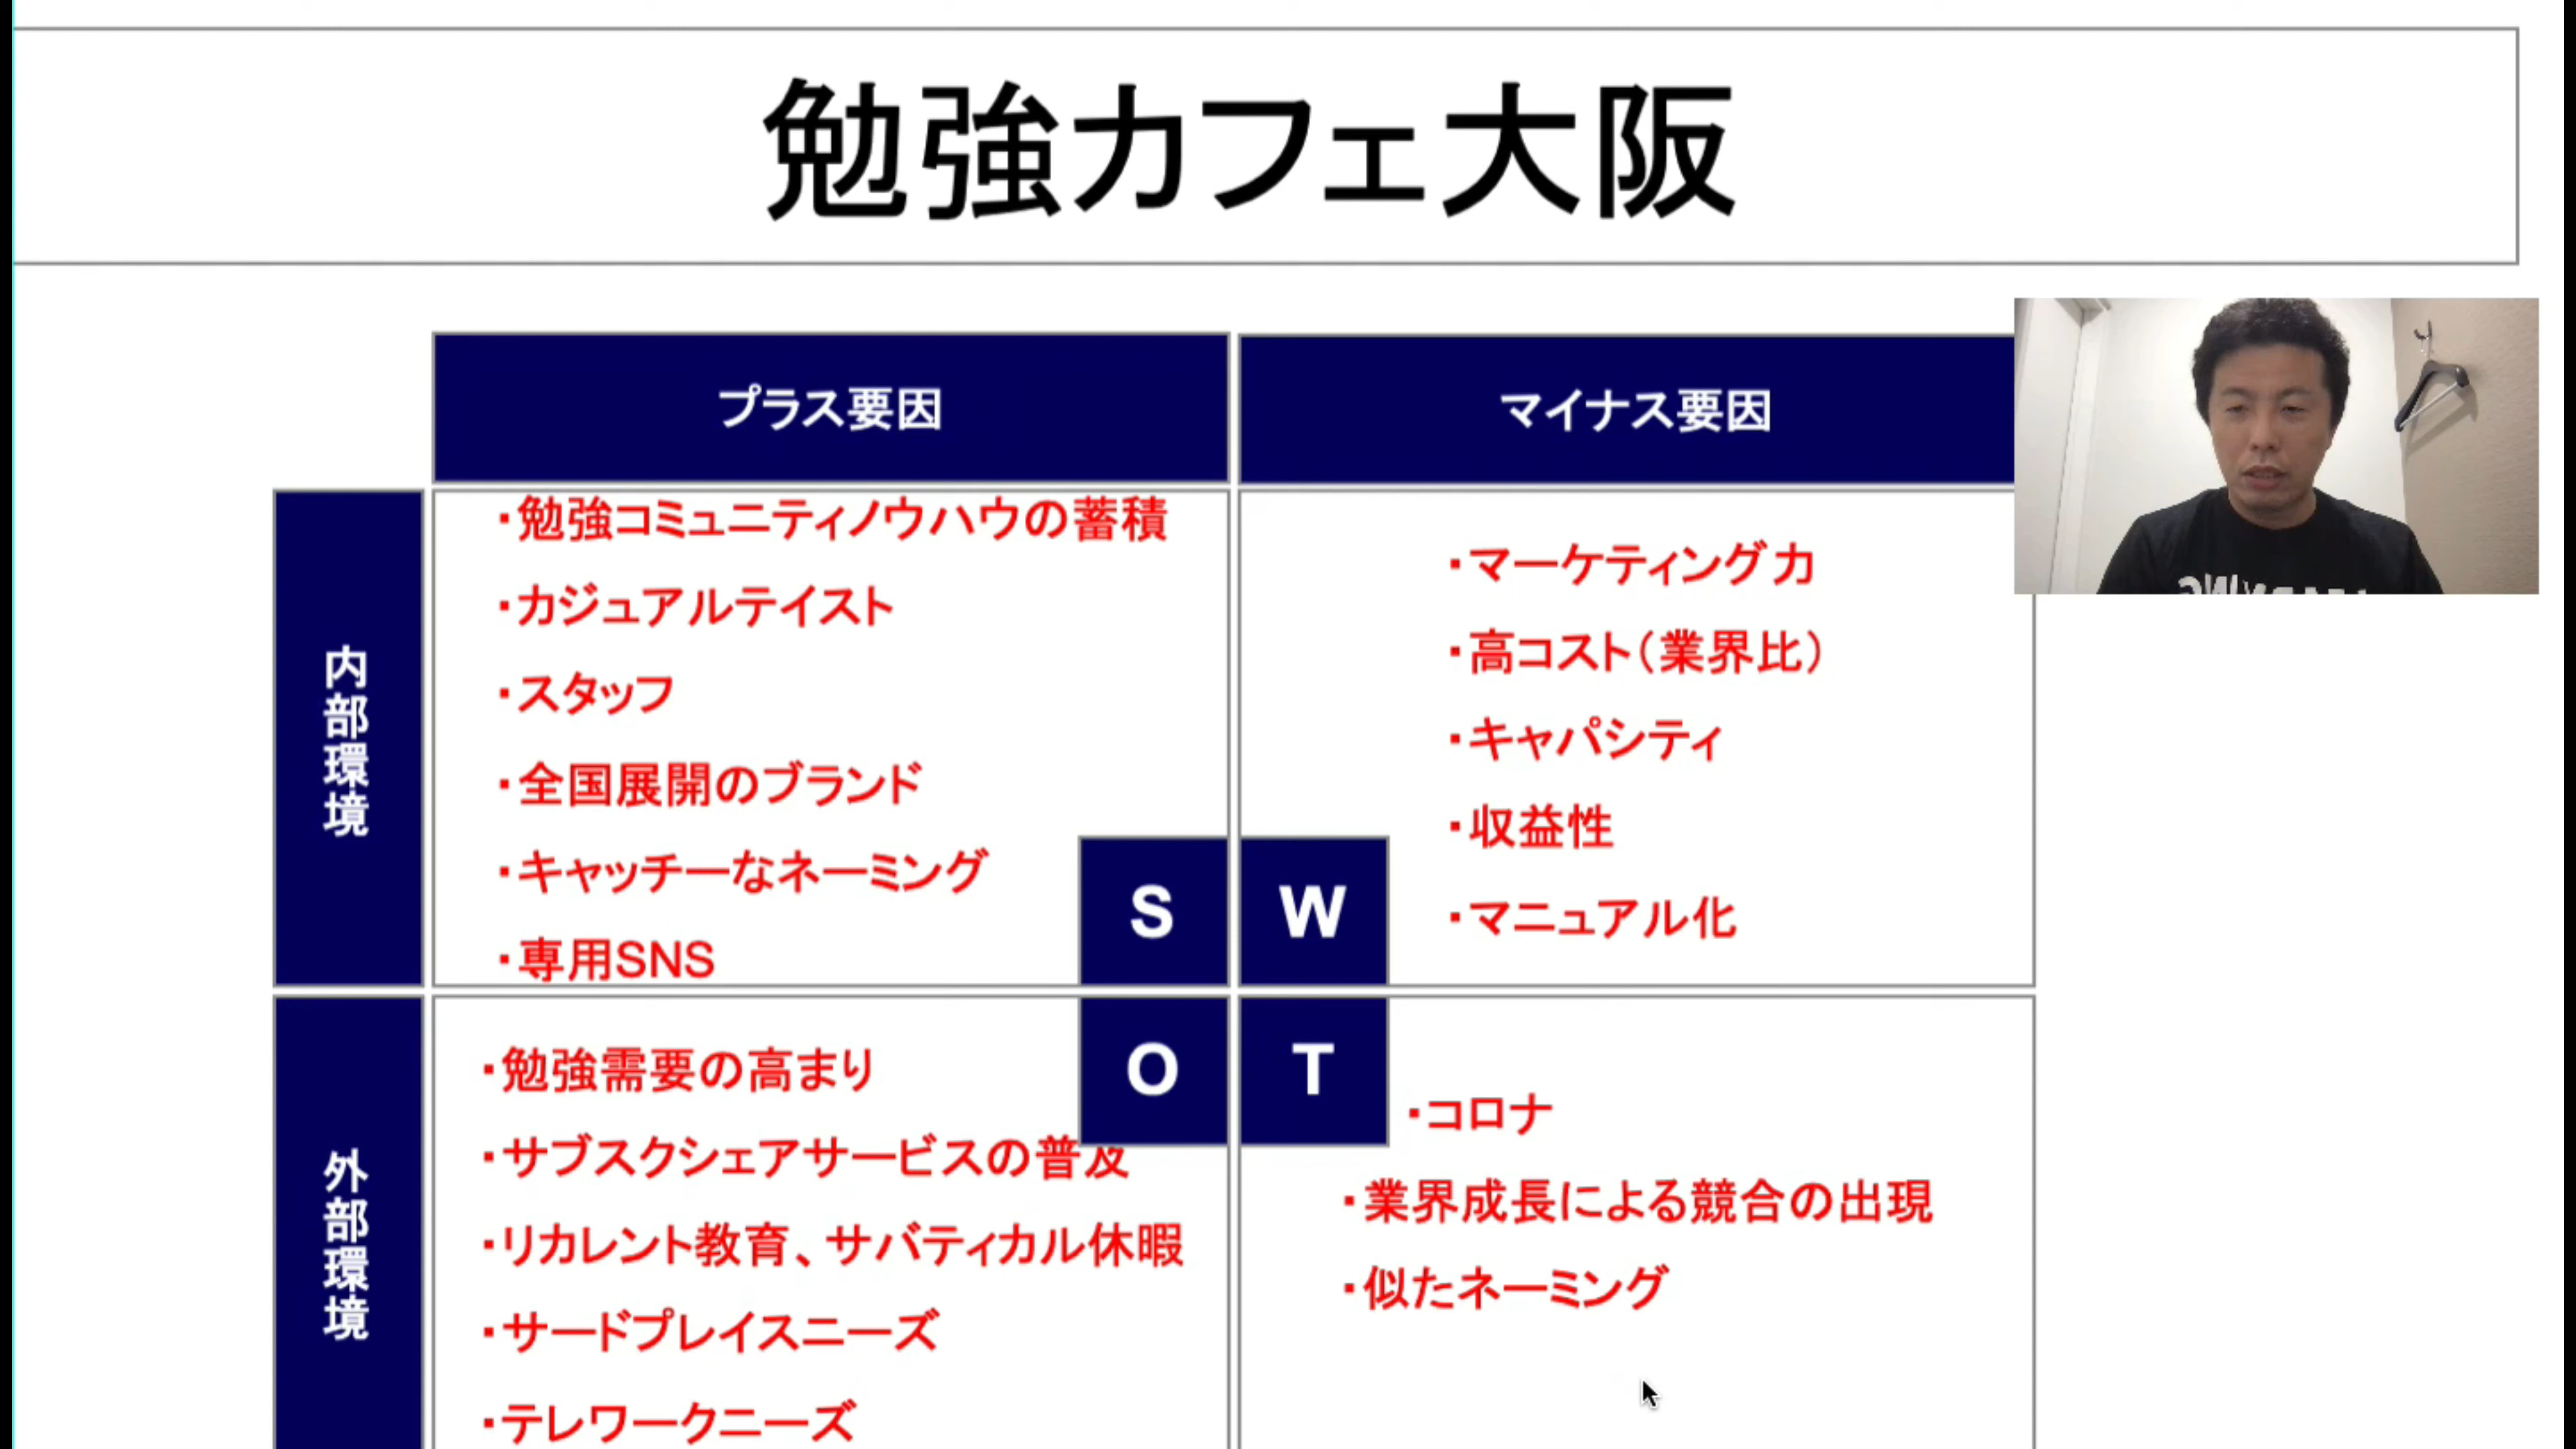 勉強カフェ大阪
プラス要因
マイナス要因
内部環境
・勉強コミュニティノウハウの蓄積
・カジュアルテイスト
・スタッフ
・全国展開のブランド
・キャッチーなネーミング
・専用SNS
S
・マーケティング力
・高コスト（業界比）
・キャパシティ
・収益性
・マニュアル化
W
外部環境
・勉強需要の高まり
・サブスクシェアサービスの普及
・リカレント教育、サバティカル休暇
・サードプレイスニーズ
・テレワークニーズ
O
T
・コロナ
・業界成長による競合の出現
・似たネーミング